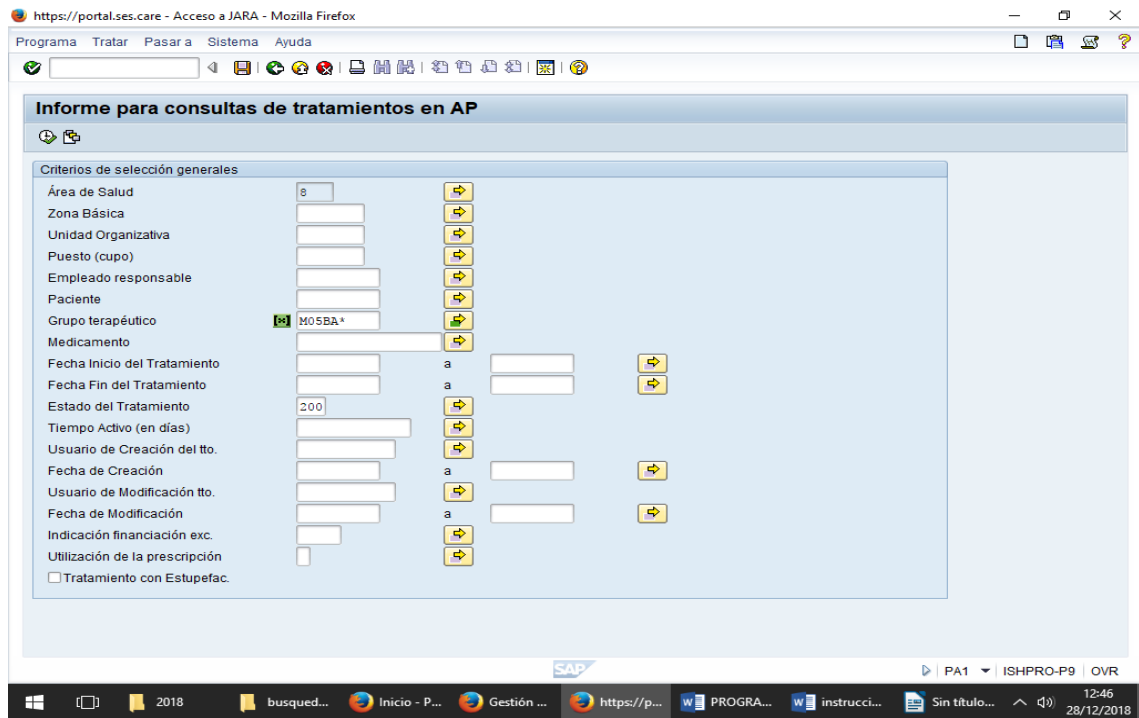 https://portal.ses.care - Acceso a JARA - Mozilla Firefox
Programa Tratar Pasar a Sistema Ayuda
Informe para consultas de tratamientos en AP
Criterios de selección generales
Área de Salud 8
Zona Básica
Unidad Organizativa
Puesto (cupo)
Empleado responsable
Paciente
Grupo terapéutico M05BA*
Medicamento
Fecha Inicio del Tratamiento a
Fecha Fin del Tratamiento a
Estado del Tratamiento 200
Tiempo Activo (en días)
Usuario de Creación del tto.
Fecha de Creación a
Usuario de Modificación tto.
Fecha de Modificación a
Indicación financiación exc.
Utilización de la prescripción
Tratamiento con Estupefac.
SAP
PA1 ISHPRO-P9 OVR
2018 busqued... Inicio - P... Gestión ... https://p... PROGRA... instrucci... Sin título... 12:46
28/12/2018